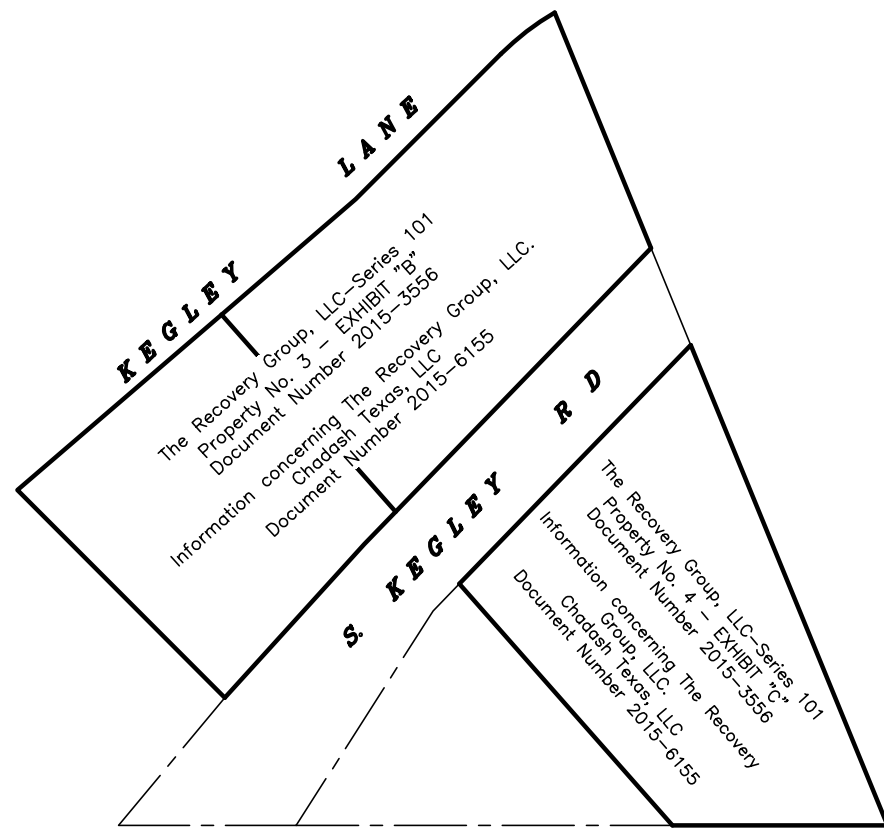 KEGLEY LANE
The Recovery Group, LLC-Series 101
Property No. 3 - EXHIBIT "B"
Document Number 2015-3556
Information concerning The Recovery Group, LLC.
Chadash Texas, LLC
Document Number 2015-6155
S. KEGLEY RD
The Recovery Group, LLC-Series 101
Property No. 4 - EXHIBIT "C"
Document Number 2015-3556
Information concerning The Recovery
Group, LLC.
Chadash Texas, LLC
Document Number 2015-6155